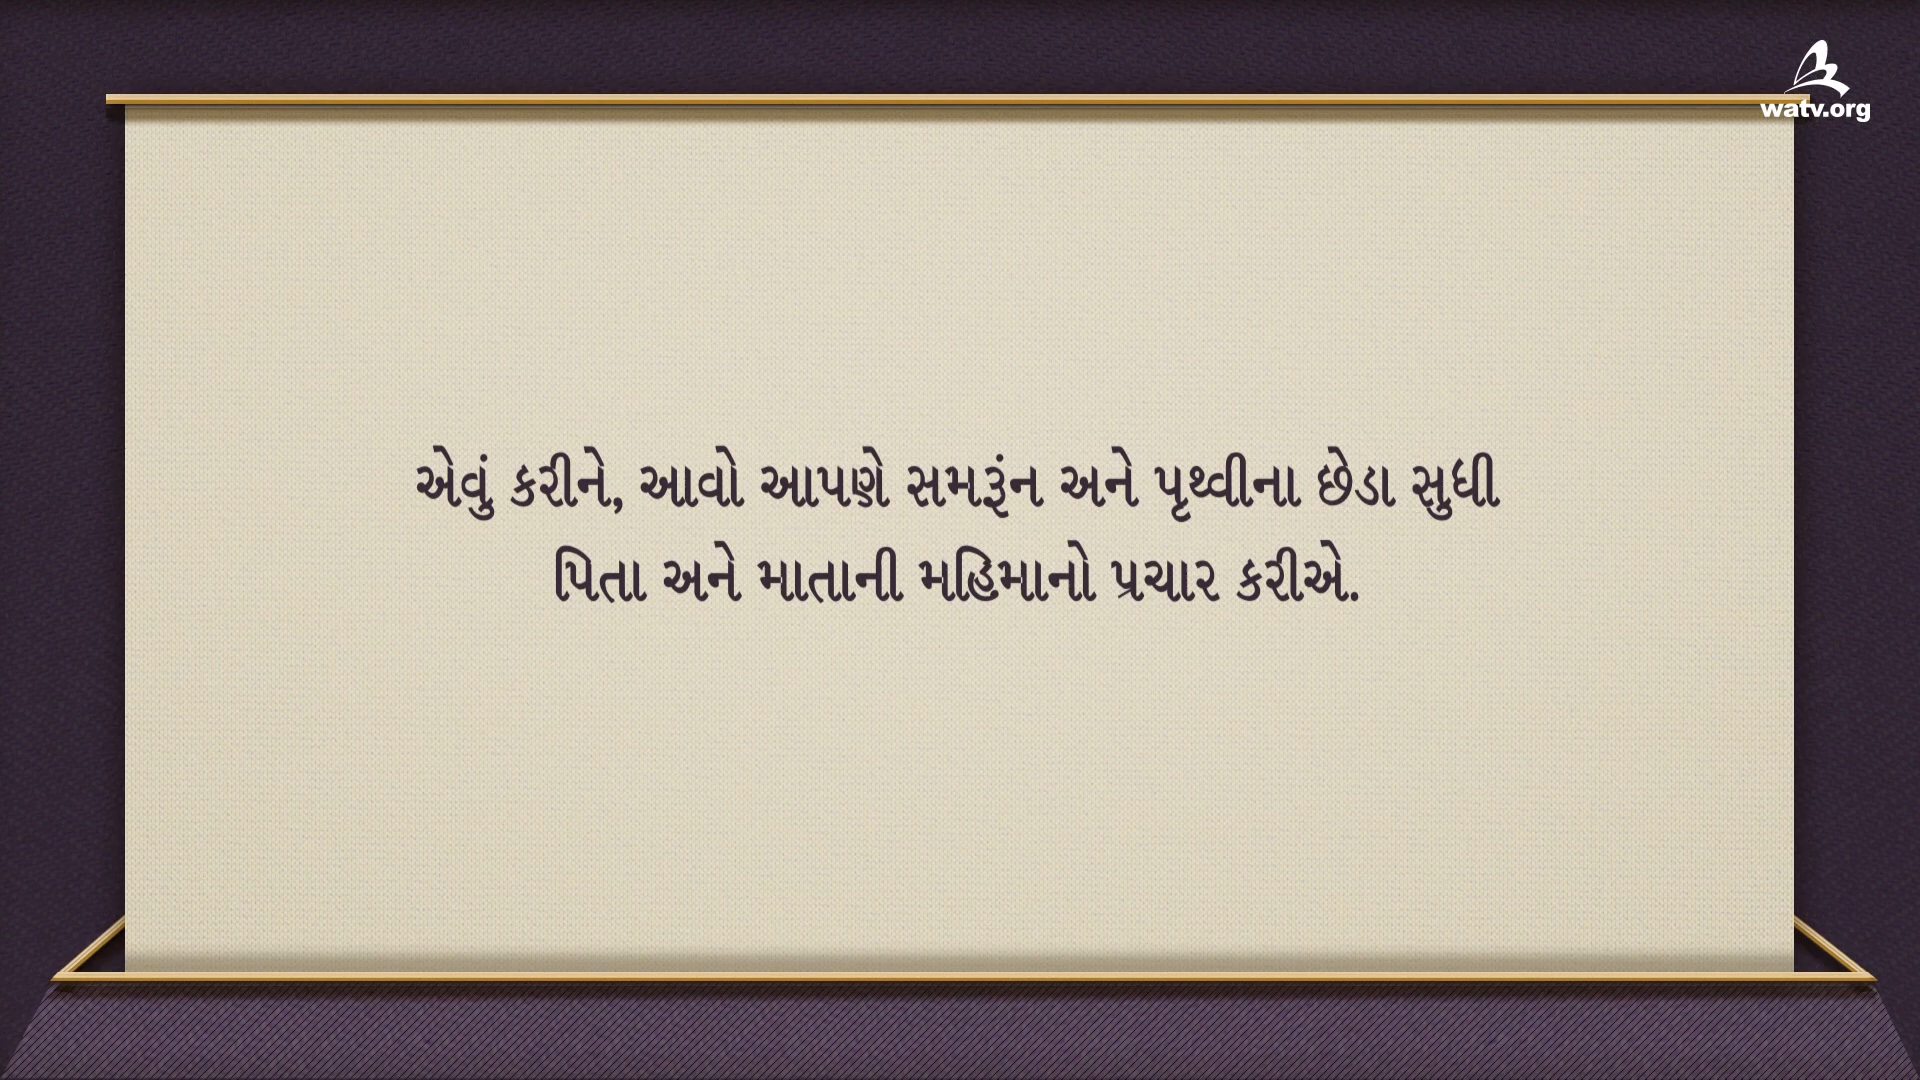 watv.org
એવું કરીને, આવો આપણે સમરૂંન અને પૃથ્વીના છેડા સુધી
પિતા અને માતાની મહિમાનો પ્રચાર કરીએ.